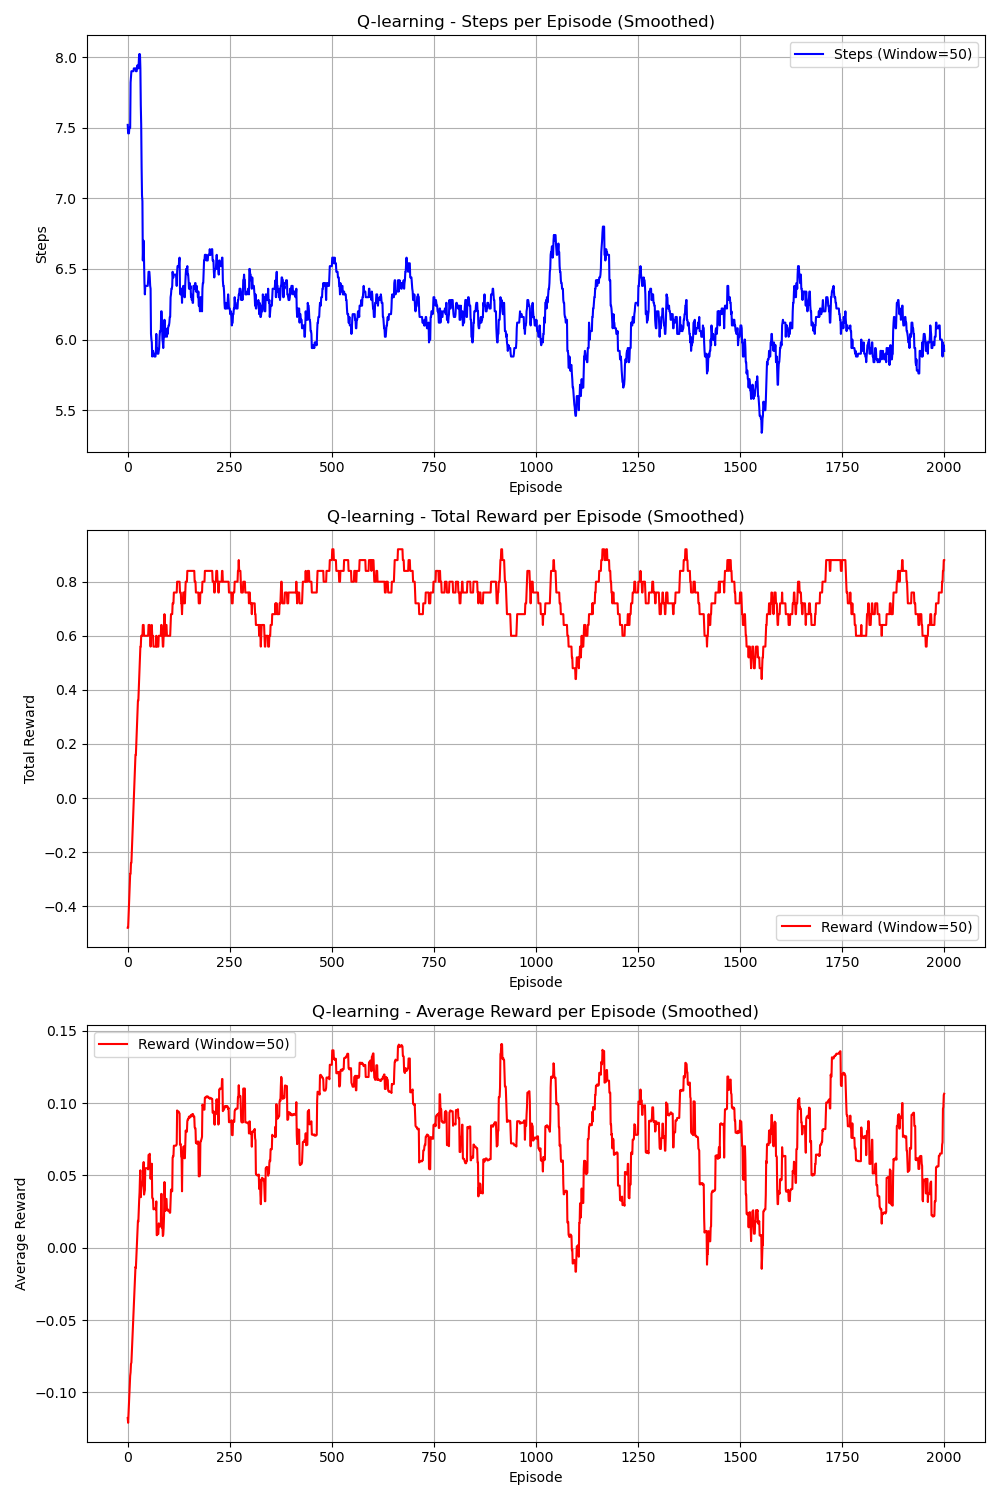 Q-learning - Steps per Episode (Smoothed)
Steps (Window=50)
8.0
7.5
7.0
6.5
6.0
5.5
Steps
0 250 500 750 1000 1250 1500 1750 2000
Episode
Q-learning - Total Reward per Episode (Smoothed)
0.8
0.6
0.4
0.2
0.0
−0.2
−0.4
Total Reward
Reward (Window=50)
0 250 500 750 1000 1250 1500 1750 2000
Episode
Q-learning - Average Reward per Episode (Smoothed)
Reward (Window=50)
0.15
0.10
0.05
0.00
−0.05
−0.10
Average Reward
0 250 500 750 1000 1250 1500 1750 2000
Episode